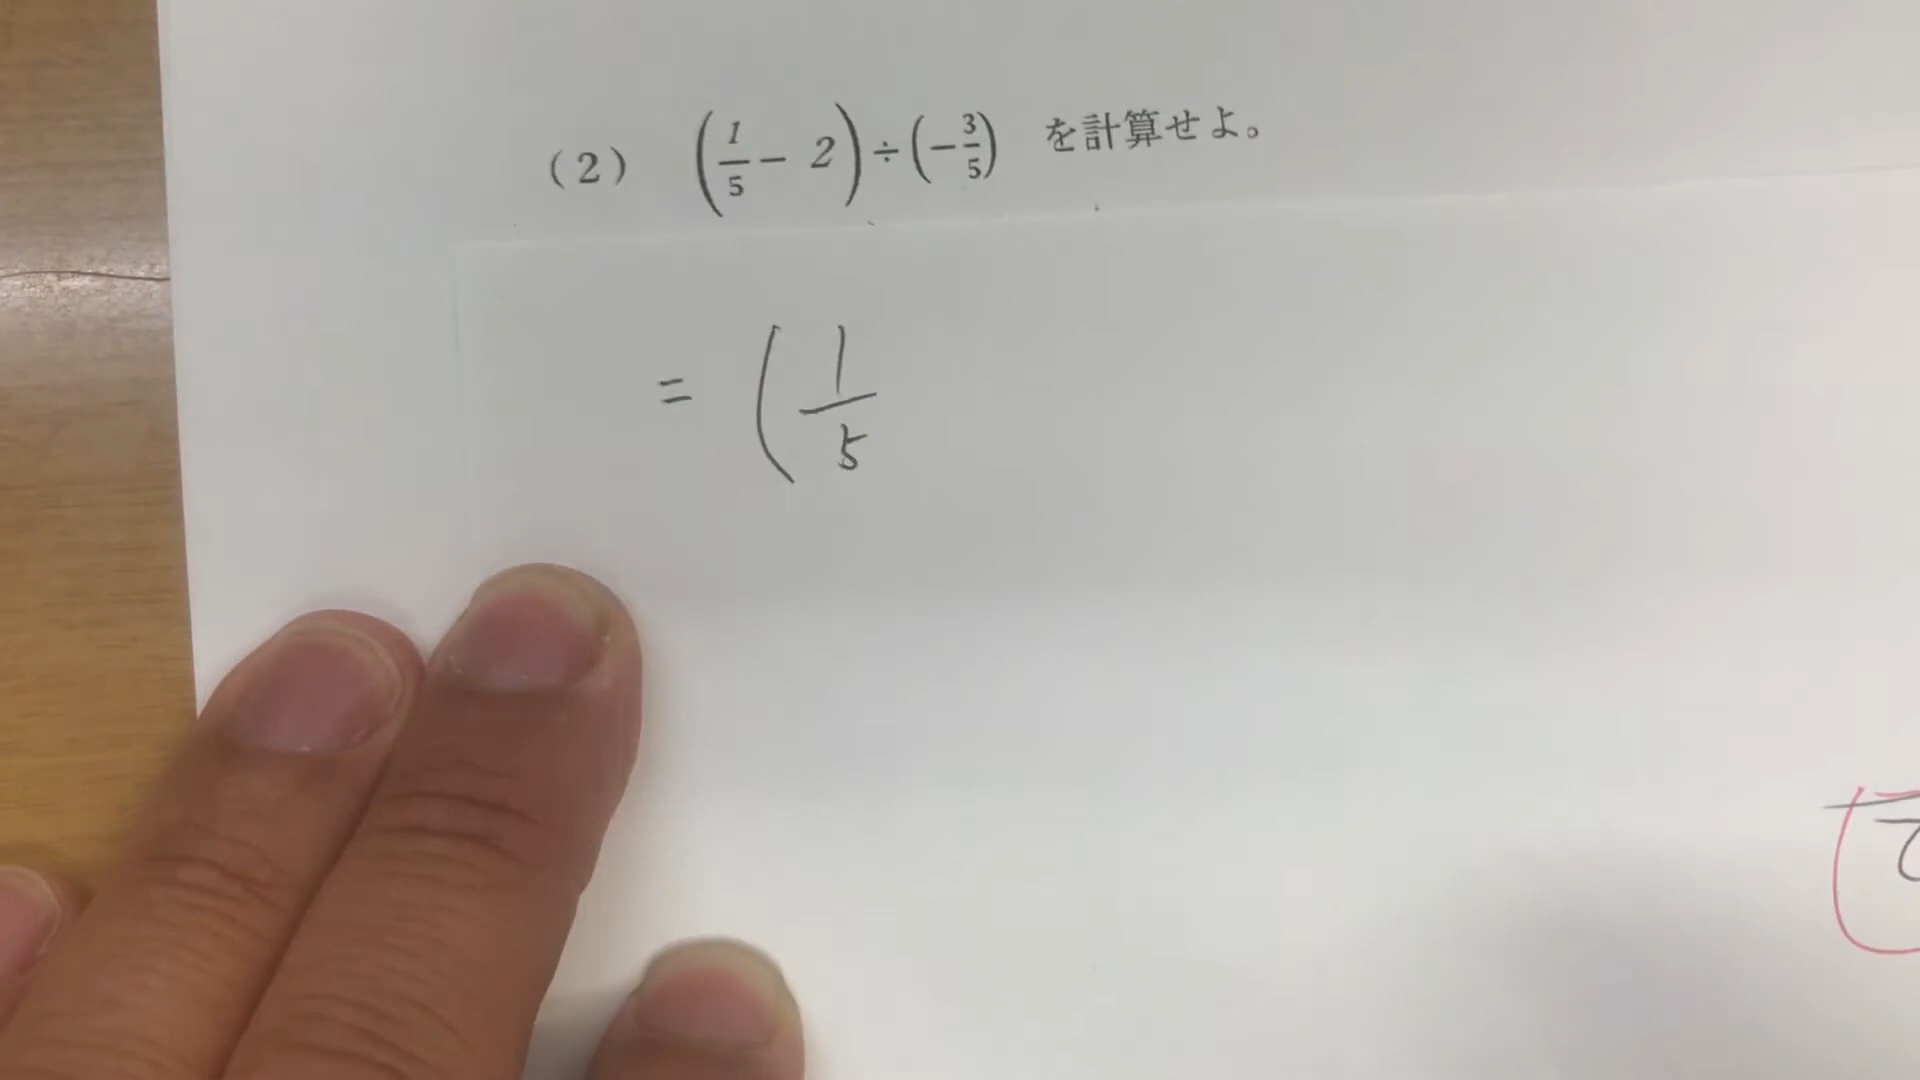 (2) (1/5 − 2) ÷ (−3/5) を計算せよ。
= ( 1/5